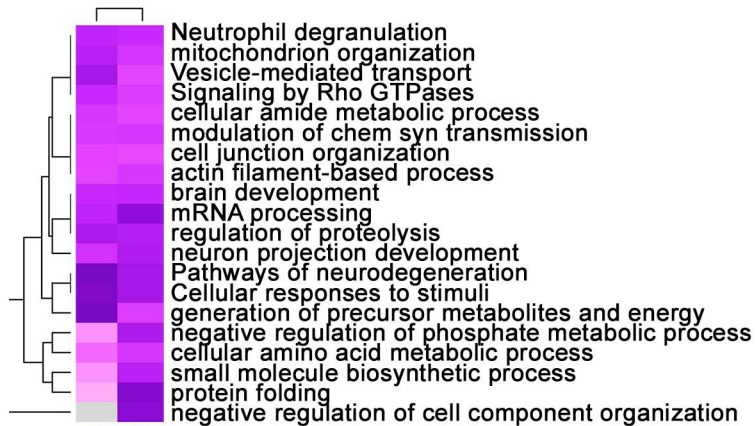 Neutrophil degranulation
mitochondrion organization
Vesicle-mediated transport
Signaling by Rho GTPases
cellular amide metabolic process
modulation of chem syn transmission
cell junction organization
actin filament-based process
brain development
mRNA processing
regulation of proteolysis
neuron projection development
Pathways of neurodegeneration
Cellular responses to stimuli
generation of precursor metabolites and energy
negative regulation of phosphate metabolic process
cellular amino acid metabolic process
small molecule biosynthetic process
protein folding
negative regulation of cell component organization